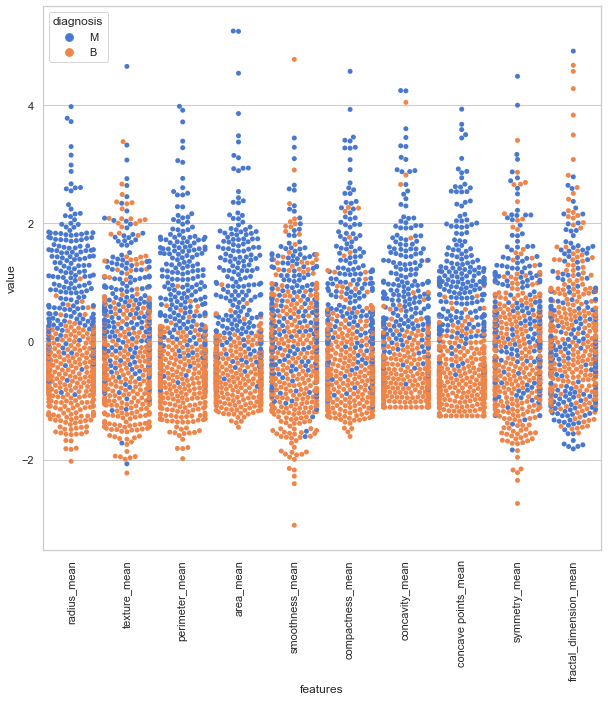 diagnosis
M
B
4
2
0
−2
value
radius_mean
texture_mean
perimeter_mean
area_mean
smoothness_mean
compactness_mean
concavity_mean
concave points_mean
symmetry_mean
fractal_dimension_mean
features